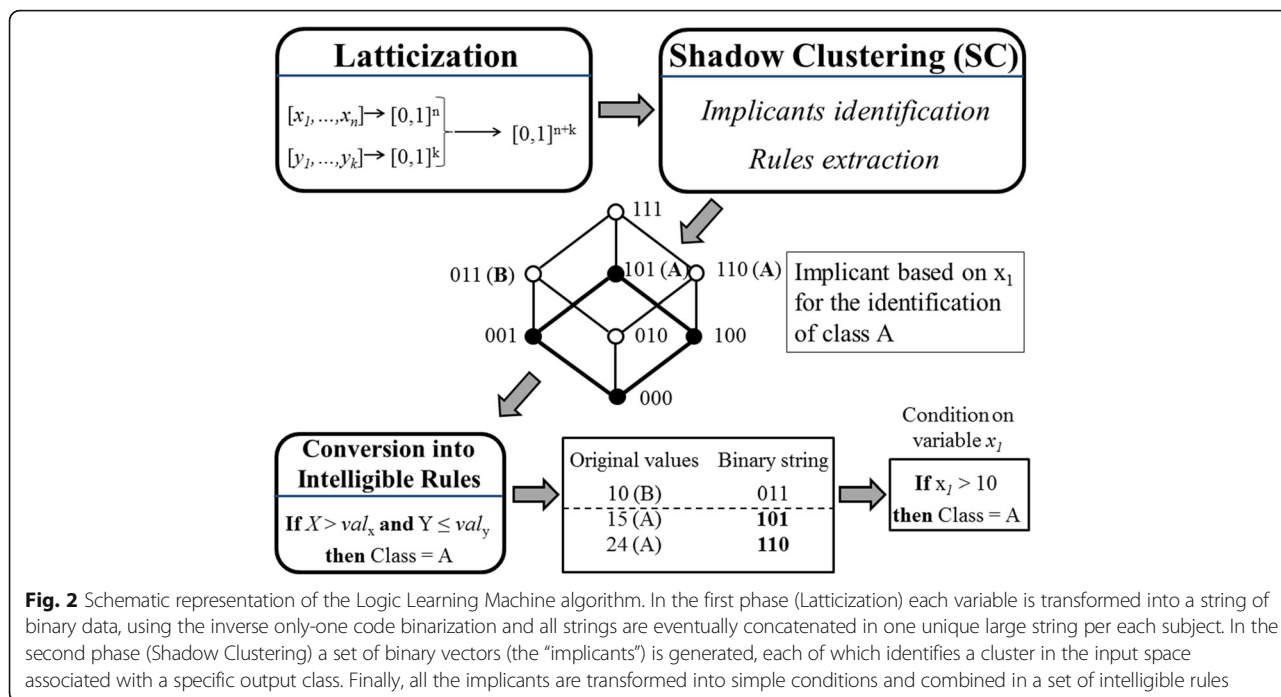 Latticization
[x₁,...,xₙ]→ [0,1]ⁿ
[y₁,...,yₖ]→ [0,1]ᵏ
→ [0,1]ⁿ⁺ᵏ
Shadow Clustering (SC)
Implicants identification
Rules extraction
111
011 (B)
101 (A)
110 (A)
001
010
100
000
Implicant based on x₁
for the identification
of class A
Conversion into
Intelligible Rules
If X > valₓ and Y ≤ val_y
then Class = A
Original values Binary string
10 (B) 011
15 (A) 101
24 (A) 110
Condition on
variable x₁
If x₁ > 10
then Class = A
Fig. 2 Schematic representation of the Logic Learning Machine algorithm. In the first phase (Latticization) each variable is transformed into a string of
binary data, using the inverse only-one code binarization and all strings are eventually concatenated in one unique large string per each subject. In the
second phase (Shadow Clustering) a set of binary vectors (the “implicants”) is generated, each of which identifies a cluster in the input space
associated with a specific output class. Finally, all the implicants are transformed into simple conditions and combined in a set of intelligible rules